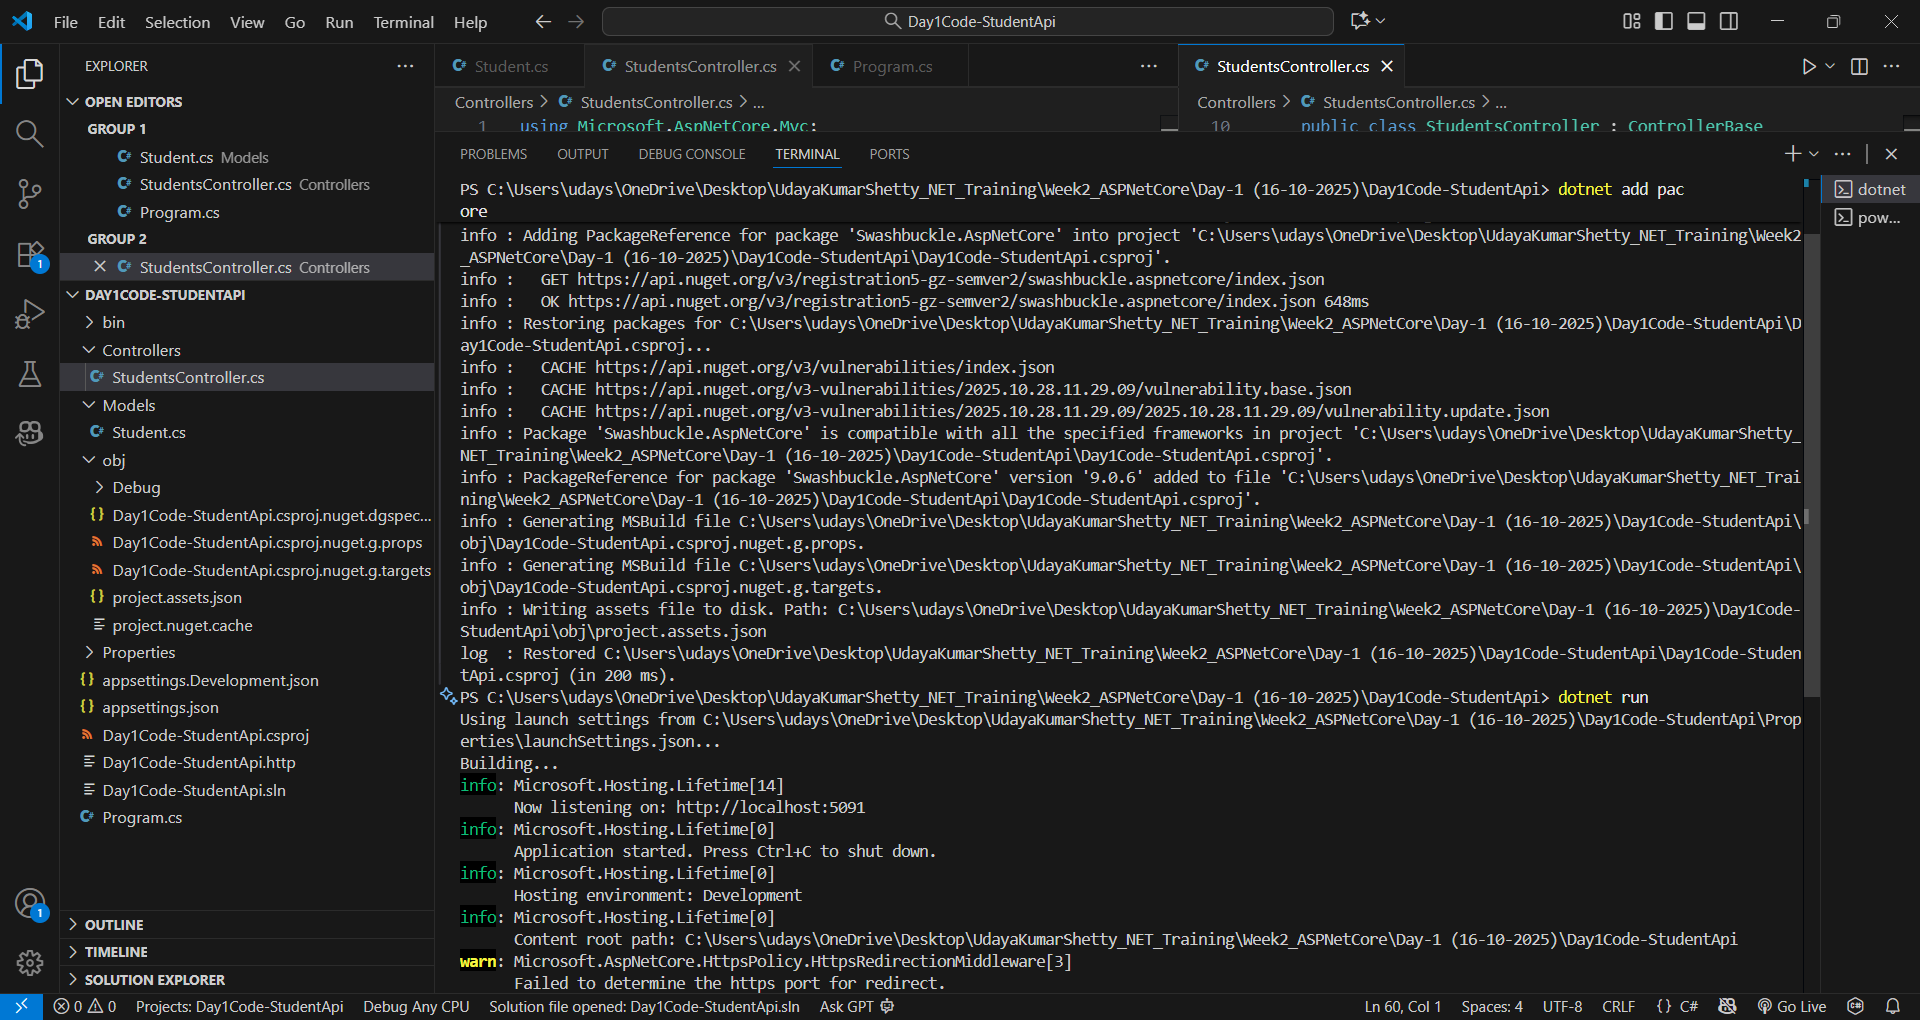 File Edit Selection View Go Run Terminal Help
Day1Code-StudentApi
EXPLORER
OPEN EDITORS
GROUP 1
Student.cs Models
StudentsController.cs Controllers
Program.cs
GROUP 2
StudentsController.cs Controllers
DAY1CODE-STUDENTAPI
bin
Controllers
StudentsController.cs
Models
Student.cs
obj
Debug
Day1Code-StudentApi.csproj.nuget.dgspec...
Day1Code-StudentApi.csproj.nuget.g.props
Day1Code-StudentApi.csproj.nuget.g.targets
project.assets.json
project.nuget.cache
Properties
appsettings.Development.json
appsettings.json
Day1Code-StudentApi.csproj
Day1Code-StudentApi.http
Day1Code-StudentApi.sln
Program.cs
OUTLINE
TIMELINE
SOLUTION EXPLORER
1
1
Student.cs
StudentsController.cs
Program.cs
Controllers > StudentsController.cs > ...
1 using Microsoft.AspNetCore.Mvc;
StudentsController.cs
Controllers > StudentsController.cs > ...
10 public class StudentsController : ControllerBase
PROBLEMS OUTPUT DEBUG CONSOLE TERMINAL PORTS
dotnet
pow...
PS C:\Users\udays\OneDrive\Desktop\UdayaKumarShetty_NET_Training\Week2_ASPNetCore\Day-1 (16-10-2025)\Day1Code-StudentApi> dotnet add pac
ore
info : Adding PackageReference for package 'Swashbuckle.AspNetCore' into project 'C:\Users\udays\OneDrive\Desktop\UdayaKumarShetty_NET_Training\Week2
_ASPNetCore\Day-1 (16-10-2025)\Day1Code-StudentApi\Day1Code-StudentApi.csproj'.
info :   GET https://api.nuget.org/v3/registration5-gz-semver2/swashbuckle.aspnetcore/index.json
info :   OK https://api.nuget.org/v3/registration5-gz-semver2/swashbuckle.aspnetcore/index.json 648ms
info : Restoring packages for C:\Users\udays\OneDrive\Desktop\UdayaKumarShetty_NET_Training\Week2_ASPNetCore\Day-1 (16-10-2025)\Day1Code-StudentApi\D
ay1Code-StudentApi.csproj...
info :   CACHE https://api.nuget.org/v3/vulnerabilities/index.json
info :   CACHE https://api.nuget.org/v3-vulnerabilities/2025.10.28.11.29.09/vulnerability.base.json
info :   CACHE https://api.nuget.org/v3-vulnerabilities/2025.10.28.11.29.09/2025.10.28.11.29.09/vulnerability.update.json
info : Package 'Swashbuckle.AspNetCore' is compatible with all the specified frameworks in project 'C:\Users\udays\OneDrive\Desktop\UdayaKumarShetty_
NET_Training\Week2_ASPNetCore\Day-1 (16-10-2025)\Day1Code-StudentApi\Day1Code-StudentApi.csproj'.
info : PackageReference for package 'Swashbuckle.AspNetCore' version '9.0.6' added to file 'C:\Users\udays\OneDrive\Desktop\UdayaKumarShetty_NET_Trai
ning\Week2_ASPNetCore\Day-1 (16-10-2025)\Day1Code-StudentApi\Day1Code-StudentApi.csproj'.
info : Generating MSBuild file C:\Users\udays\OneDrive\Desktop\UdayaKumarShetty_NET_Training\Week2_ASPNetCore\Day-1 (16-10-2025)\Day1Code-StudentApi\
obj\Day1Code-StudentApi.csproj.nuget.g.props.
info : Generating MSBuild file C:\Users\udays\OneDrive\Desktop\UdayaKumarShetty_NET_Training\Week2_ASPNetCore\Day-1 (16-10-2025)\Day1Code-StudentApi\
obj\Day1Code-StudentApi.csproj.nuget.g.targets.
info : Writing assets file to disk. Path: C:\Users\udays\OneDrive\Desktop\UdayaKumarShetty_NET_Training\Week2_ASPNetCore\Day-1 (16-10-2025)\Day1Code-
StudentApi\obj\project.assets.json
log  : Restored C:\Users\udays\OneDrive\Desktop\UdayaKumarShetty_NET_Training\Week2_ASPNetCore\Day-1 (16-10-2025)\Day1Code-StudentApi\Day1Code-Studen
tApi.csproj (in 200 ms).
PS C:\Users\udays\OneDrive\Desktop\UdayaKumarShetty_NET_Training\Week2_ASPNetCore\Day-1 (16-10-2025)\Day1Code-StudentApi> dotnet run
Using launch settings from C:\Users\udays\OneDrive\Desktop\UdayaKumarShetty_NET_Training\Week2_ASPNetCore\Day-1 (16-10-2025)\Day1Code-StudentApi\Prop
erties\launchSettings.json...
Building...
info: Microsoft.Hosting.Lifetime[14]
Now listening on: http://localhost:5091
info: Microsoft.Hosting.Lifetime[0]
Application started. Press Ctrl+C to shut down.
info: Microsoft.Hosting.Lifetime[0]
Hosting environment: Development
info: Microsoft.Hosting.Lifetime[0]
Content root path: C:\Users\udays\OneDrive\Desktop\UdayaKumarShetty_NET_Training\Week2_ASPNetCore\Day-1 (16-10-2025)\Day1Code-StudentApi
warn: Microsoft.AspNetCore.HttpsPolicy.HttpsRedirectionMiddleware[3]
Failed to determine the https port for redirect.
0 0 Projects: Day1Code-StudentApi Debug Any CPU Solution file opened: Day1Code-StudentApi.sln Ask GPT Ln 60, Col 1 Spaces: 4 UTF-8 CRLF {} C# Go Live